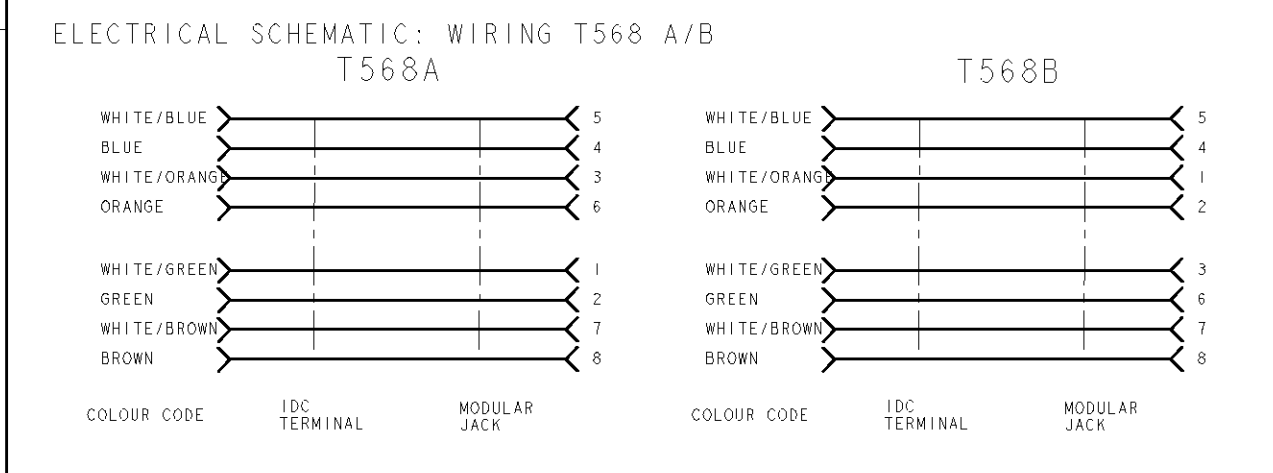 ELECTRICAL SCHEMATIC: WIRING T568 A/B
T568A
WHITE/BLUE 5
BLUE 4
WHITE/ORANGE 3
ORANGE 6
WHITE/GREEN 1
GREEN 2
WHITE/BROWN 7
BROWN 8
COLOUR CODE
IDC
TERMINAL
MODULAR
JACK
T568B
WHITE/BLUE 5
BLUE 4
WHITE/ORANGE 1
ORANGE 2
WHITE/GREEN 3
GREEN 6
WHITE/BROWN 7
BROWN 8
COLOUR CODE
IDC
TERMINAL
MODULAR
JACK